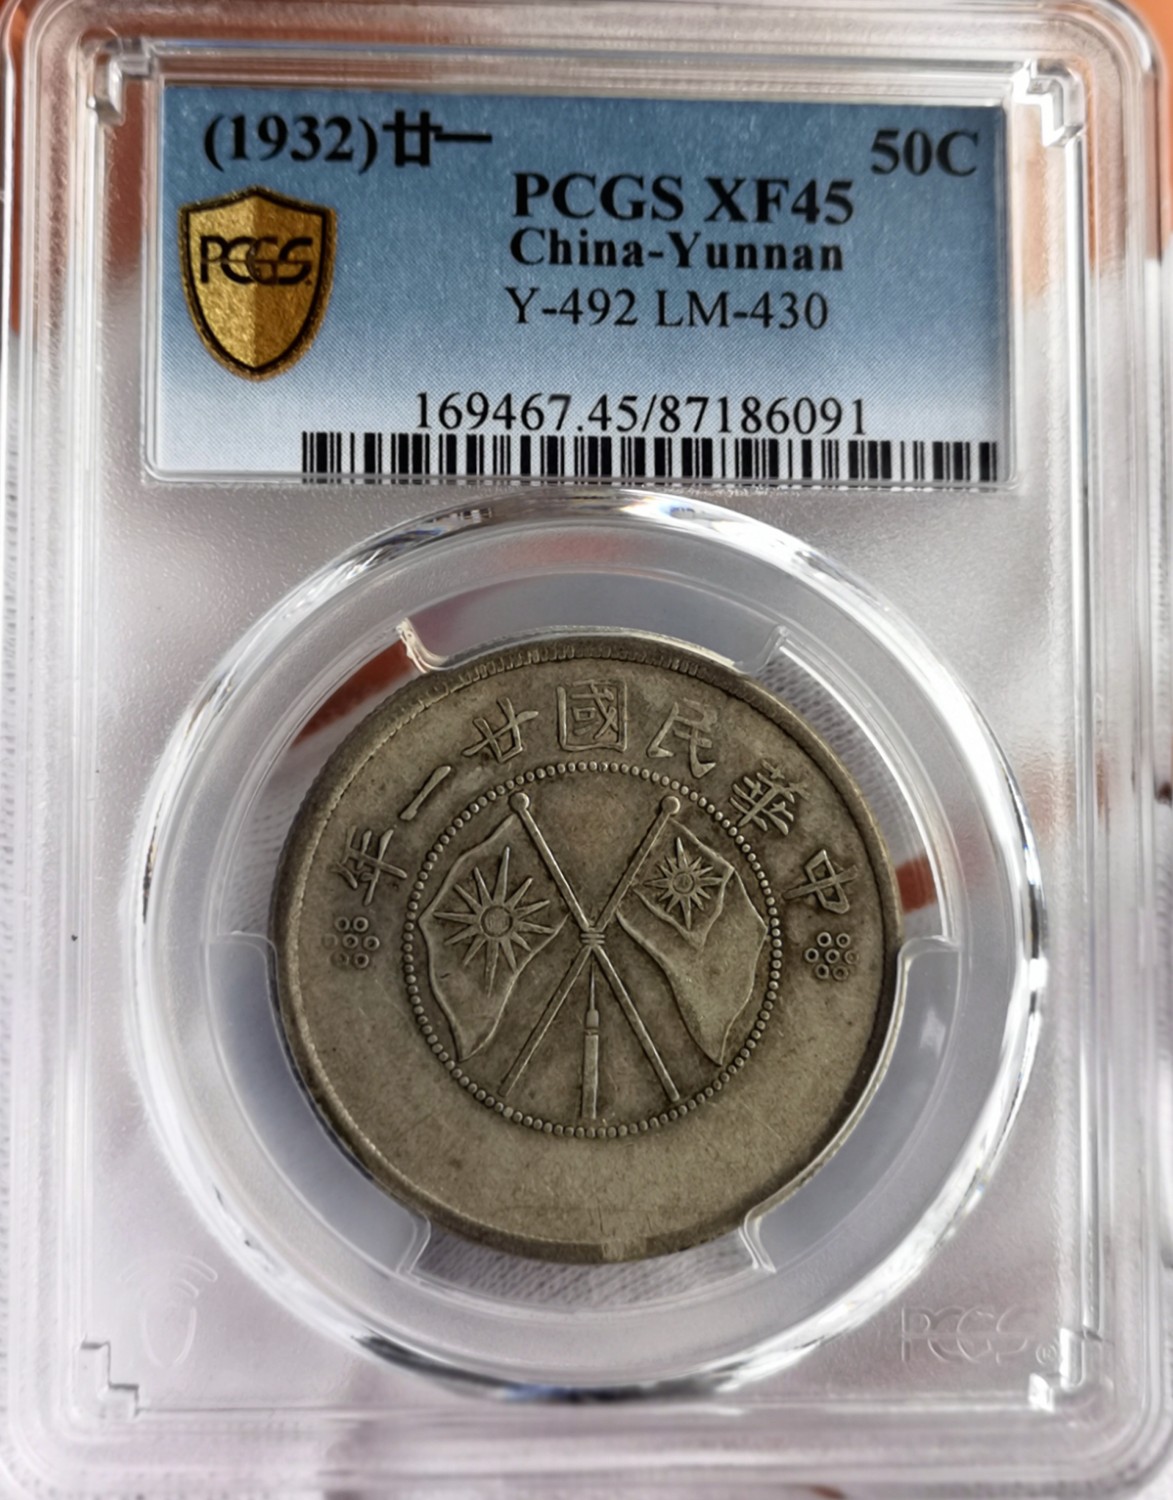 (1932)廿一
50C
PCGS XF45
China-Yunnan
Y-492 LM-430
PCGS
169467.45/87186091
中華民國廿一年
PCGS